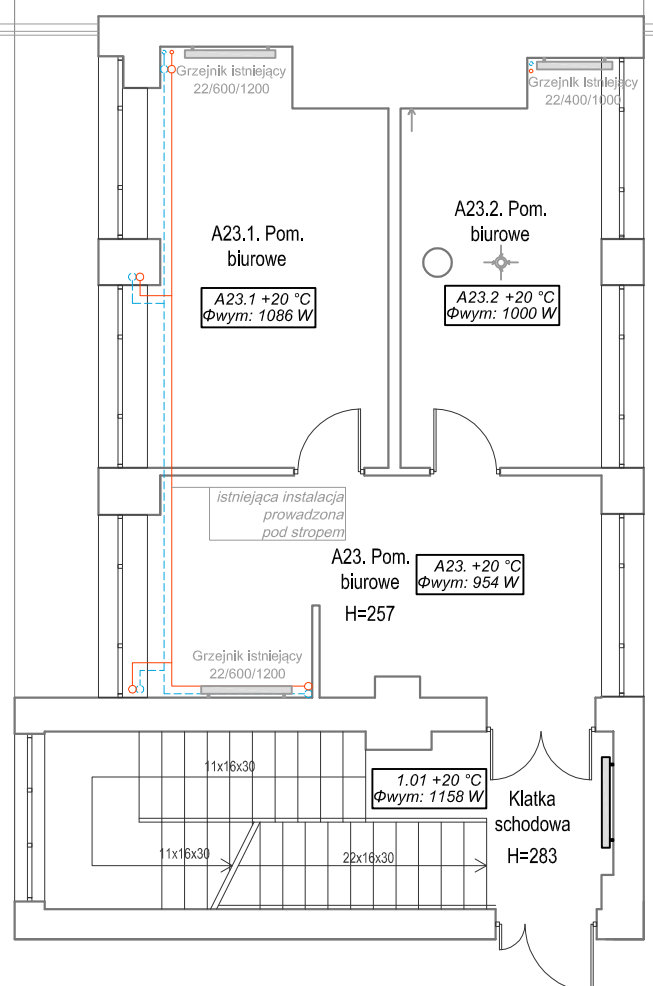 Grzejnik istniejący
22/600/1200
Grzejnik Istniejący
22/400/1000
A23.1. Pom.
biurowe
A23.1 +20 °C
Φwym: 1086 W
A23.2. Pom.
biurowe
A23.2 +20 °C
Φwym: 1000 W
istniejąca instalacja
prowadzona
pod stropem
A23. Pom.
biurowe
H=257
A23. +20 °C
Φwym: 954 W
Grzejnik istniejący
22/600/1200
11x16x30
1.01 +20 °C
Φwym: 1158 W
Klatka
schodowa
H=283
11x16x30
22x16x30